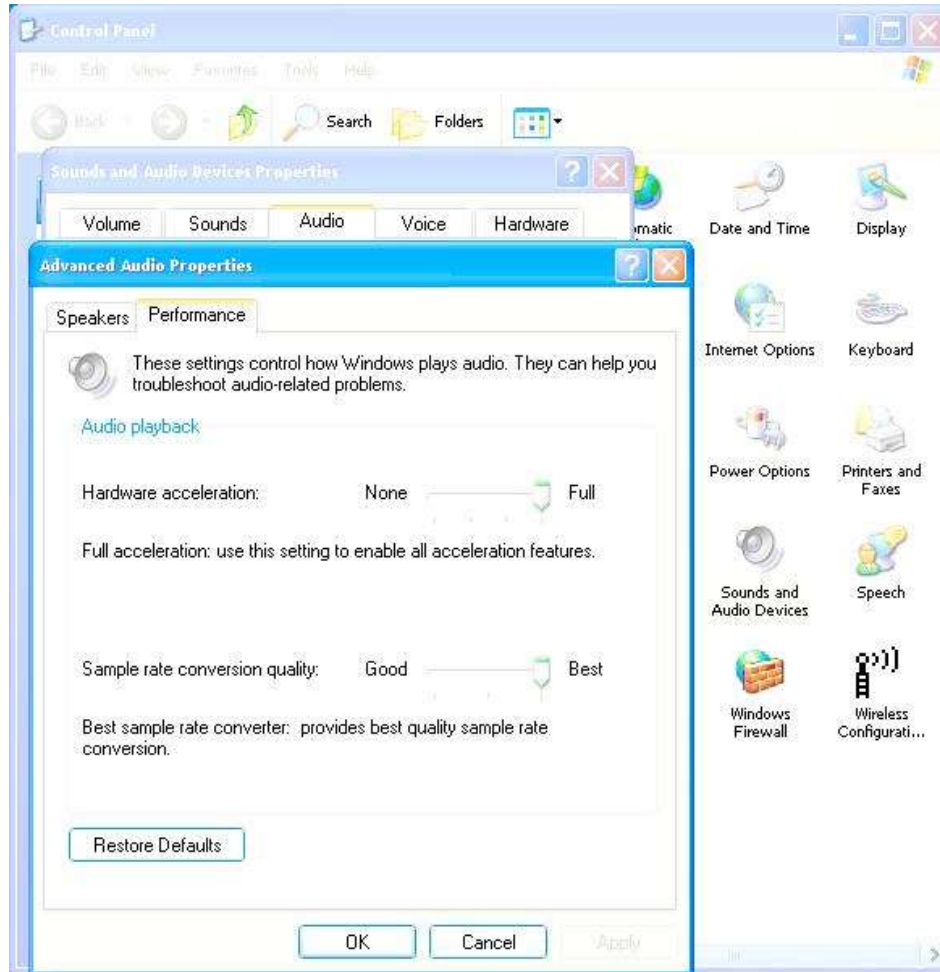 Control Panel
File Edit View Favorites Tools Help
Back Search Folders
Sounds and Audio Devices Properties
Volume Sounds Audio Voice Hardware
Advanced Audio Properties
Speakers Performance
These settings control how Windows plays audio. They can help you
troubleshoot audio-related problems.
Audio playback
Hardware acceleration: None Full
Full acceleration: use this setting to enable all acceleration features.
Sample rate conversion quality: Good Best
Best sample rate converter: provides best quality sample rate
conversion.
Restore Defaults
OK Cancel Apply
omatic
Date and Time
Display
Internet Options
Keyboard
Power Options
Printers and
Faxes
Sounds and
Audio Devices
Speech
Windows
Firewall
Wireless
Configurati...